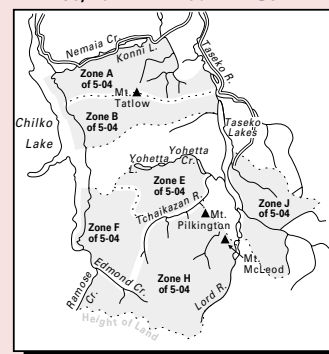 Nemaia Cr.
Konni L.
Taseko R.
Zone A
of 5-04
Mt.
Tatlow
Zone B
of 5-04
Chilko
Lake
Taseko
Lakes
Yohetta
Cr.
Yohetta
L.
Zone E
of 5-04
Tchaikazan R.
Zone J
of 5-04
Mt.
Pilkington
Zone F
of 5-04
Mt.
McLeod
Edmond Cr.
Zone H
of 5-04
Ramose
Cr.
Lord R.
Height of Land